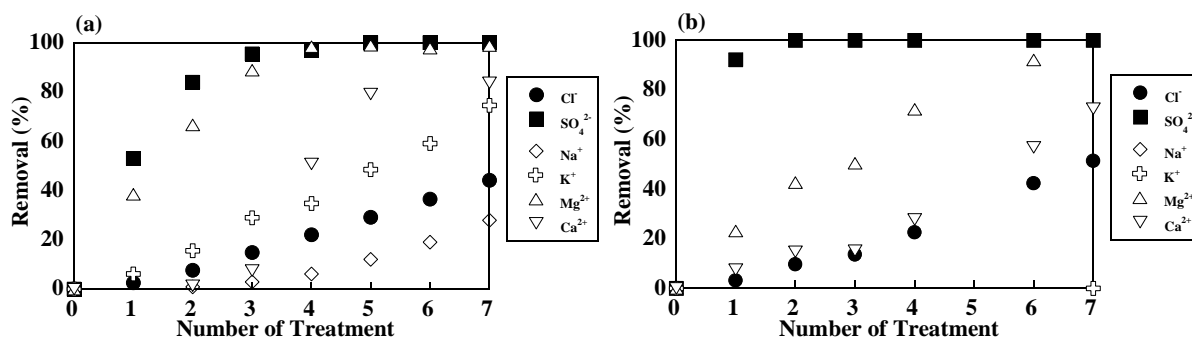 (a)
100
80
60
40
20
0
Removal (%)
0 1 2 3 4 5 6 7
Number of Treatment
Cl⁻
SO₄²⁻
Na⁺
K⁺
Mg²⁺
Ca²⁺
(b)
100
80
60
40
20
0
Removal (%)
0 1 2 3 4 5 6 7
Number of Treatment
Cl⁻
SO₄²
Na⁺
K⁺
Mg²⁺
Ca²⁺